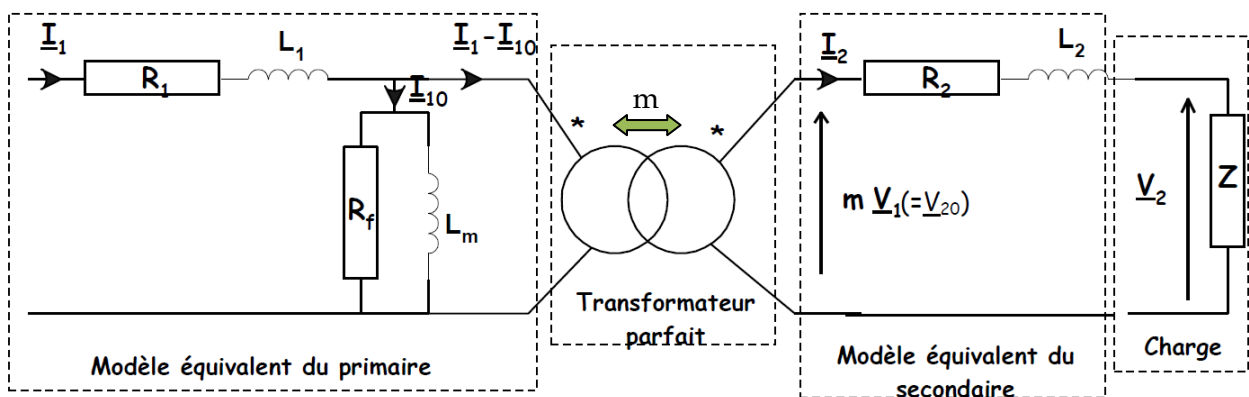 I1
R1
L1
I1-I10
I10
Rf
Lm
* m *
Transformateur
parfait
I2
R2
L2
m V1(=V20)
V2
Z
Modèle équivalent du primaire
Modèle équivalent du
secondaire
Charge